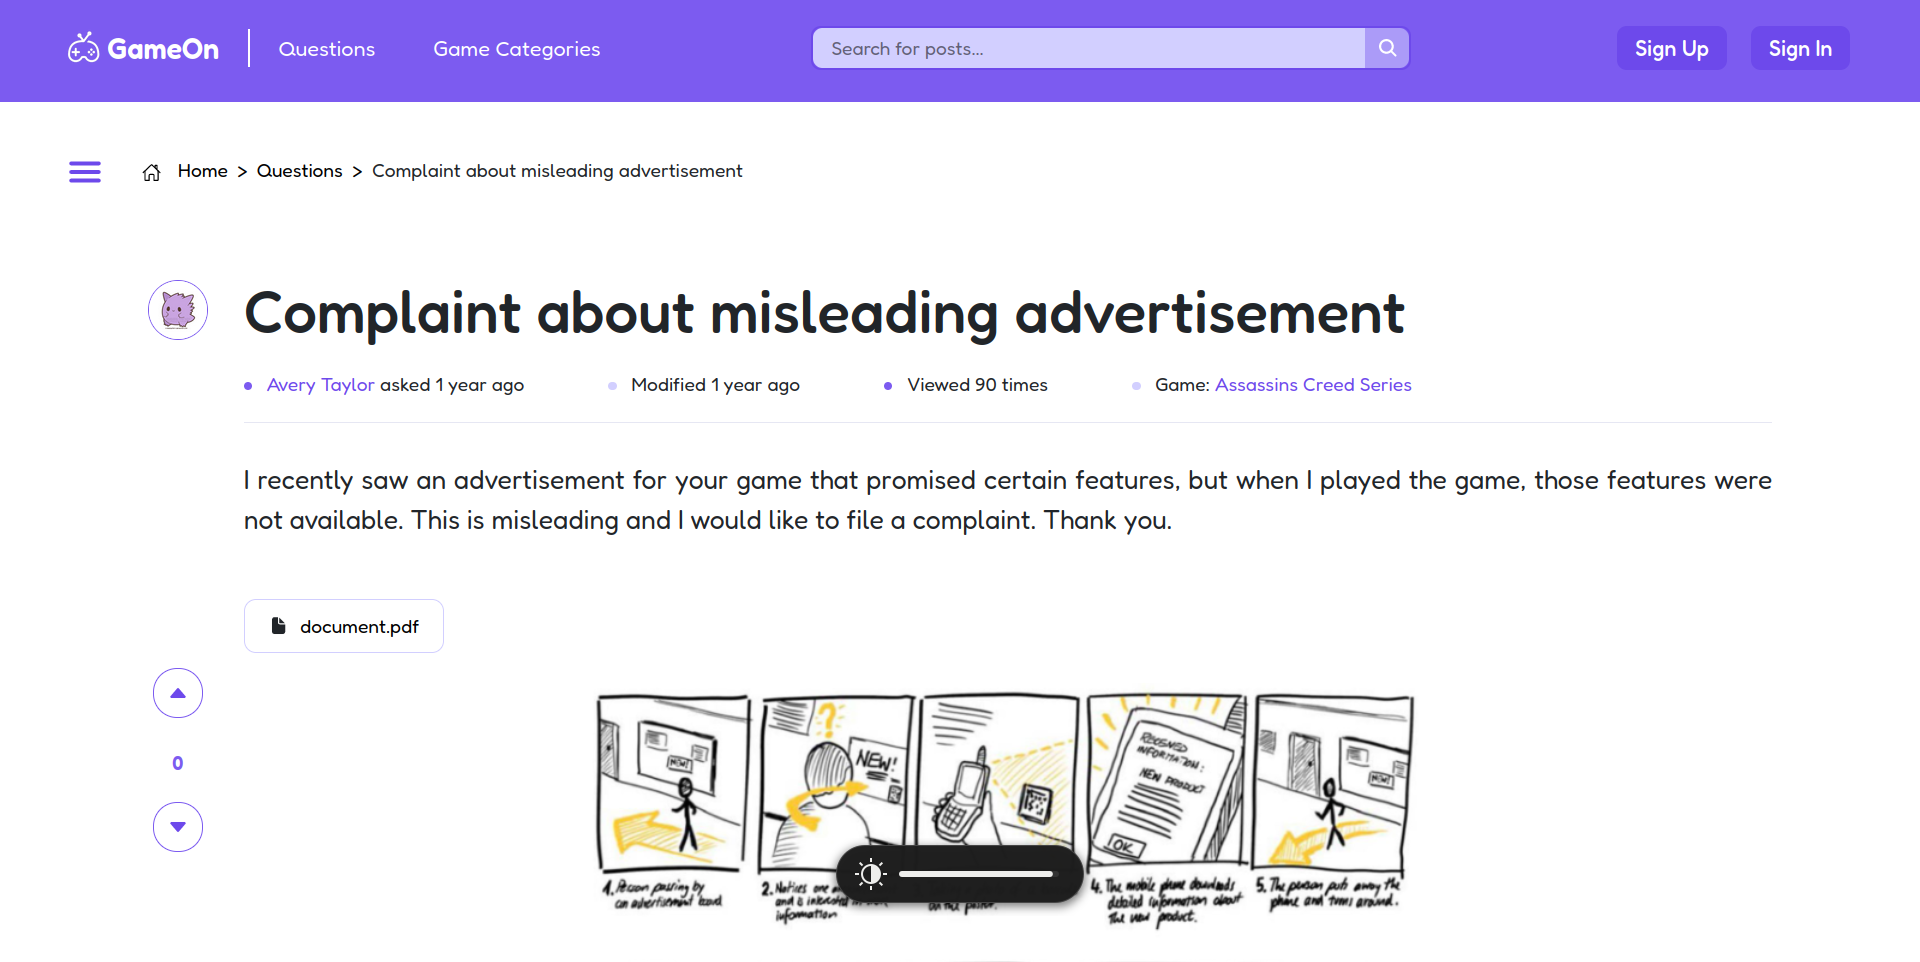 GameOn
Questions
Game Categories
Search for posts...
Sign Up
Sign In
Home > Questions > Complaint about misleading advertisement
Complaint about misleading advertisement
Avery Taylor asked 1 year ago
Modified 1 year ago
Viewed 90 times
Game: Assassins Creed Series
I recently saw an advertisement for your game that promised certain features, but when I played the game, those features were
not available. This is misleading and I would like to file a complaint. Thank you.
document.pdf
0
NEW!
?
NEW!
RECEIVED
INFORMATION:
NEW PRODUCT
OK
NEW!
1. Person passing by
an advertisement board
2. Notices one
and is interested in
information
on the poster.
4. The mobile phone downloads
detailed information about
the new product.
5. The person puts away the
phone and turns around.